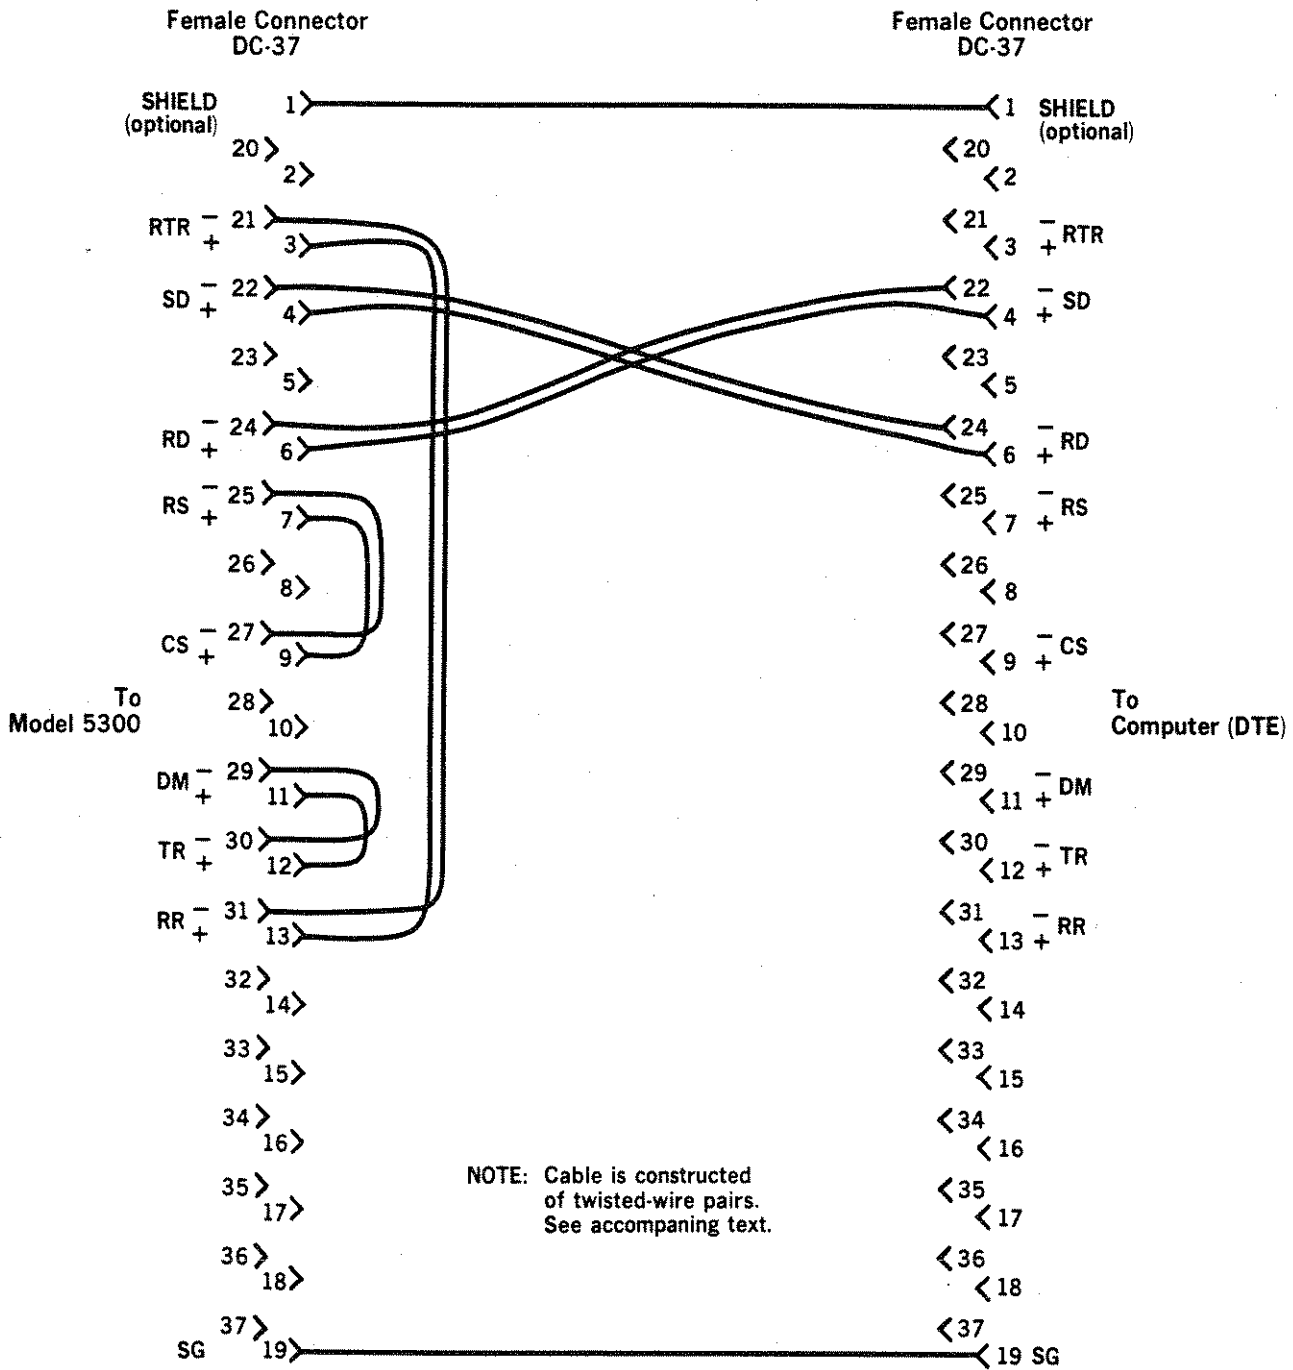 Female Connector
DC-37
Female Connector
DC-37
SHIELD 1 1 SHIELD
(optional) (optional)
20 20
2 2
RTR − 21 21 − RTR
+ 3 3 +
SD − 22 22 − SD
+ 4 4 +
23 23
5 5
RD − 24 24 − RD
+ 6 6 +
RS − 25 25 − RS
+ 7 7 +
26 26
8 8
CS − 27 27 − CS
+ 9 9 +
To
Model 5300
28 28
10 10
To
Computer (DTE)
DM − 29 29 − DM
+ 11 11 +
TR − 30 30 − TR
+ 12 12 +
RR − 31 31 − RR
+ 13 13 +
32 32
14 14
33 33
15 15
34 34
16 16
NOTE: Cable is constructed
of twisted-wire pairs.
See accompaning text.
35 35
17 17
36 36
18 18
37 37
SG 19 19 SG